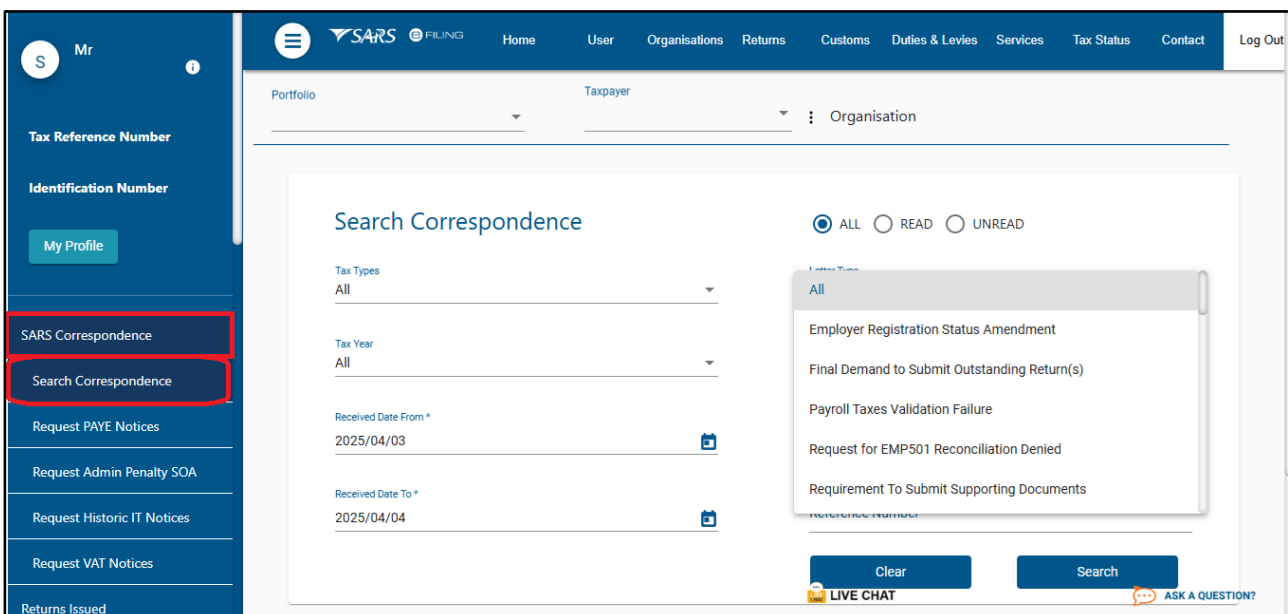 S
Mr
Tax Reference Number
Identification Number
My Profile
SARS Correspondence
Search Correspondence
Request PAYE Notices
Request Admin Penalty SOA
Request Historic IT Notices
Request VAT Notices
Returns Issued
SARS eFILING
Home User Organisations Returns Customs Duties & Levies Services Tax Status Contact Log Out
Portfolio
Taxpayer
Organisation
Search Correspondence
ALL READ UNREAD
Tax Types
All
Tax Year
All
Received Date From *
2025/04/03
Received Date To *
2025/04/04
Letter Type
All
Employer Registration Status Amendment
Final Demand to Submit Outstanding Return(s)
Payroll Taxes Validation Failure
Request for EMP501 Reconciliation Denied
Requirement To Submit Supporting Documents
Reference Number
Clear Search
LIVE CHAT
ASK A QUESTION?